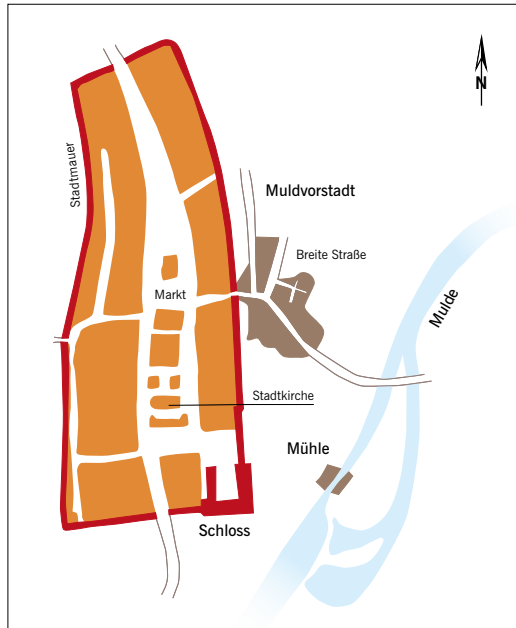 N
Stadtmauer
Muldvorstadt
Breite Straße
Markt
Mulde
Stadtkirche
Mühle
Schloss